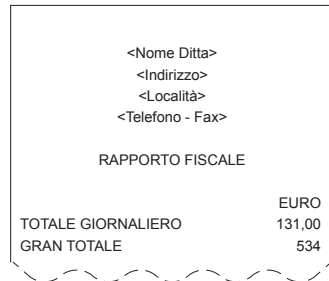 <Nome Ditta>
<Indirizzo>
<Località>
<Telefono - Fax>
RAPPORTO FISCALE
EURO
TOTALE GIORNALIERO 131,00
GRAN TOTALE 534